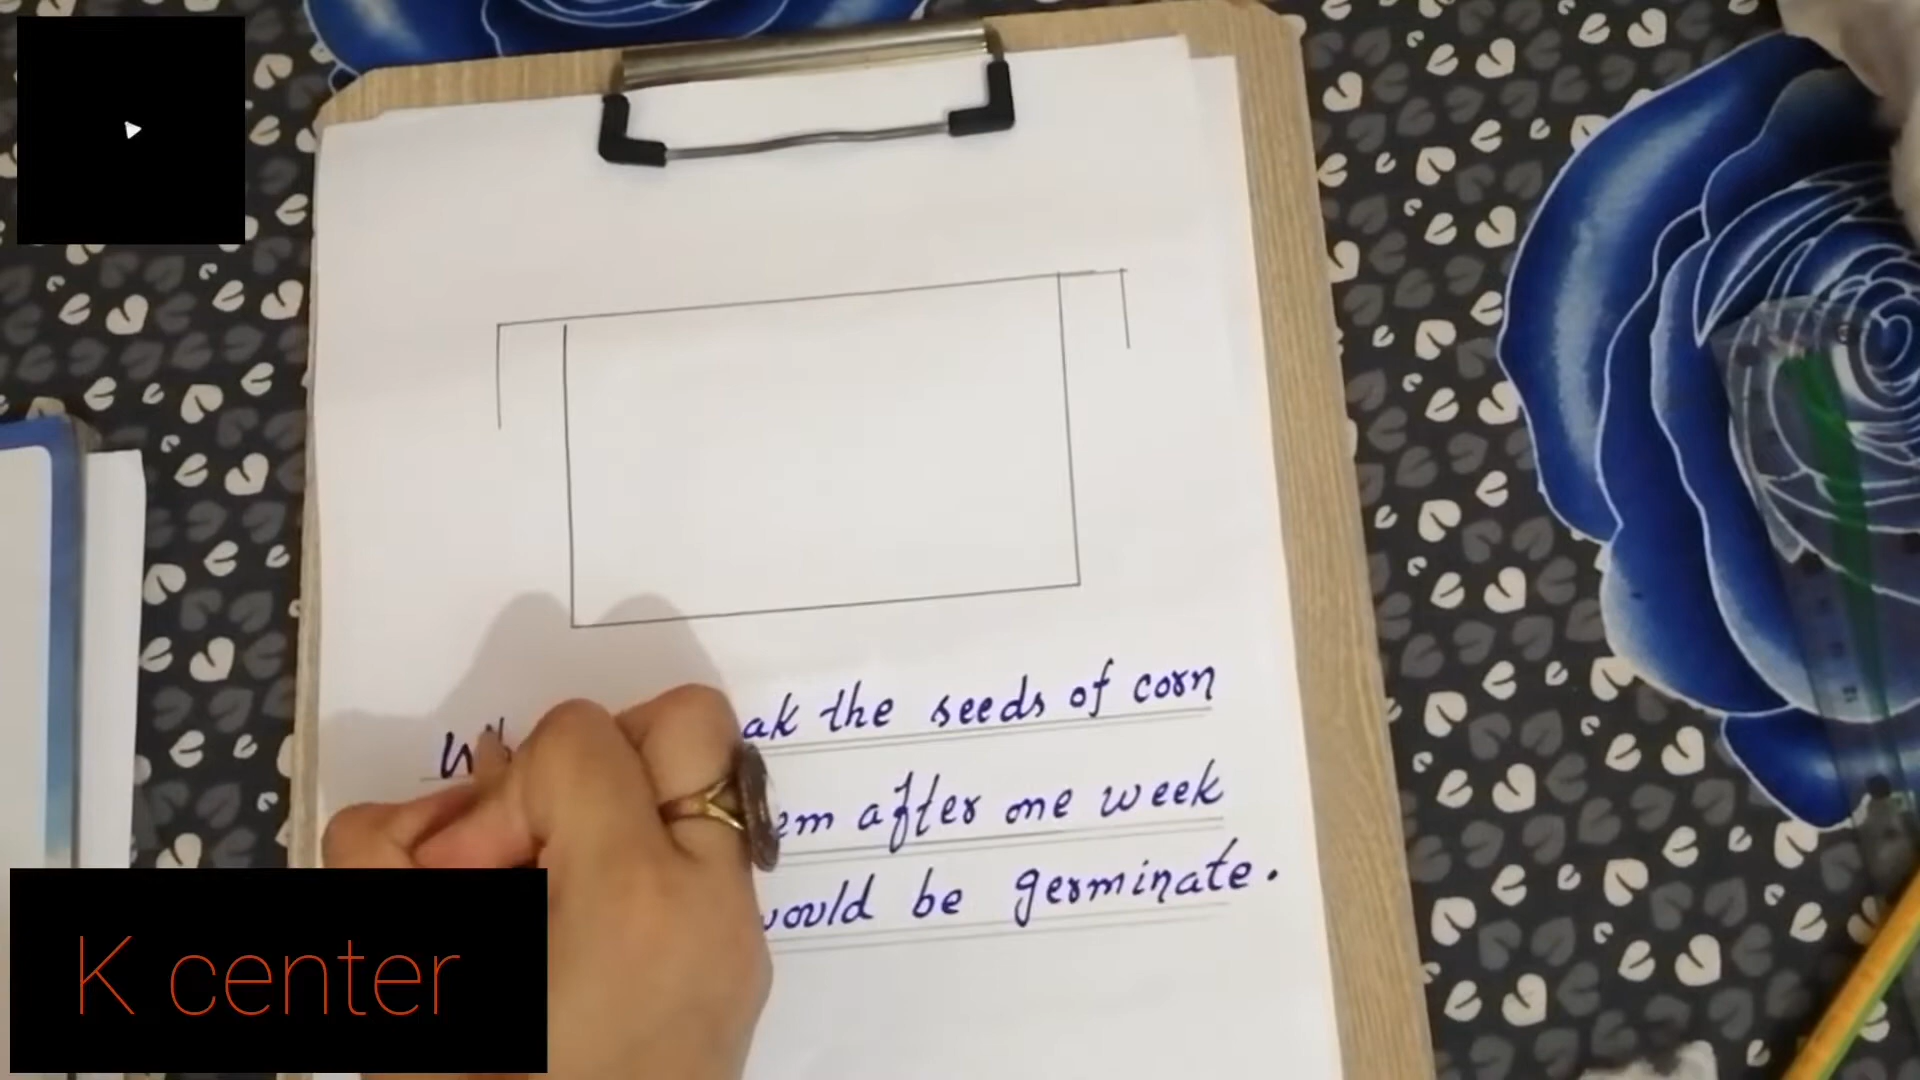 ak the seeds of corn
em after one week
would be germinate.
K center